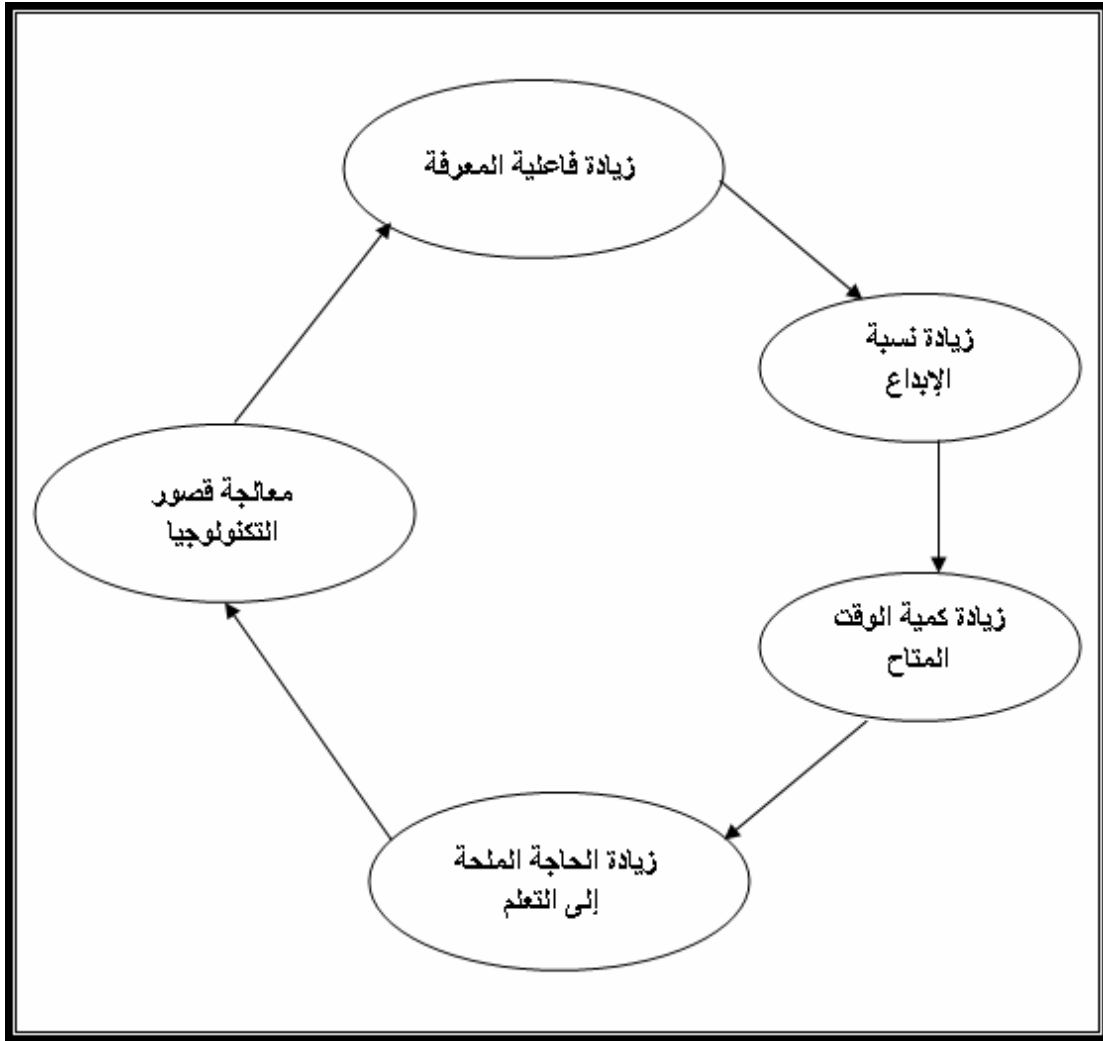 زيادة فاعلية المعرفة
زيادة نسبة
الإبداع
زيادة كمية الوقت
المتاح
زيادة الحاجة الملحة
إلى التعلم
معالجة قصور
التكنولوجيا